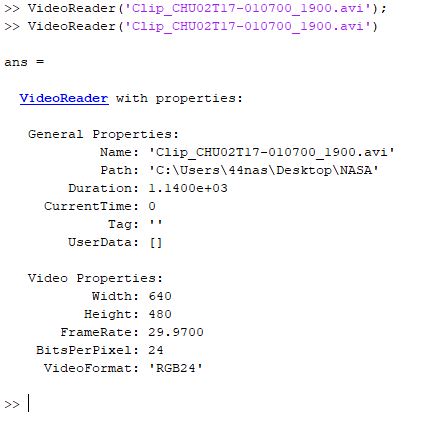 >> VideoReader('Clip_CHU02T17-010700_1900.avi');
>> VideoReader('Clip_CHU02T17-010700_1900.avi')
ans =
VideoReader with properties:
General Properties:
Name: 'Clip_CHU02T17-010700_1900.avi'
Path: 'C:\Users\44nas\Desktop\NASA'
Duration: 1.1400e+03
CurrentTime: 0
Tag: ''
UserData: []
Video Properties:
Width: 640
Height: 480
FrameRate: 29.9700
BitsPerPixel: 24
VideoFormat: 'RGB24'
>>